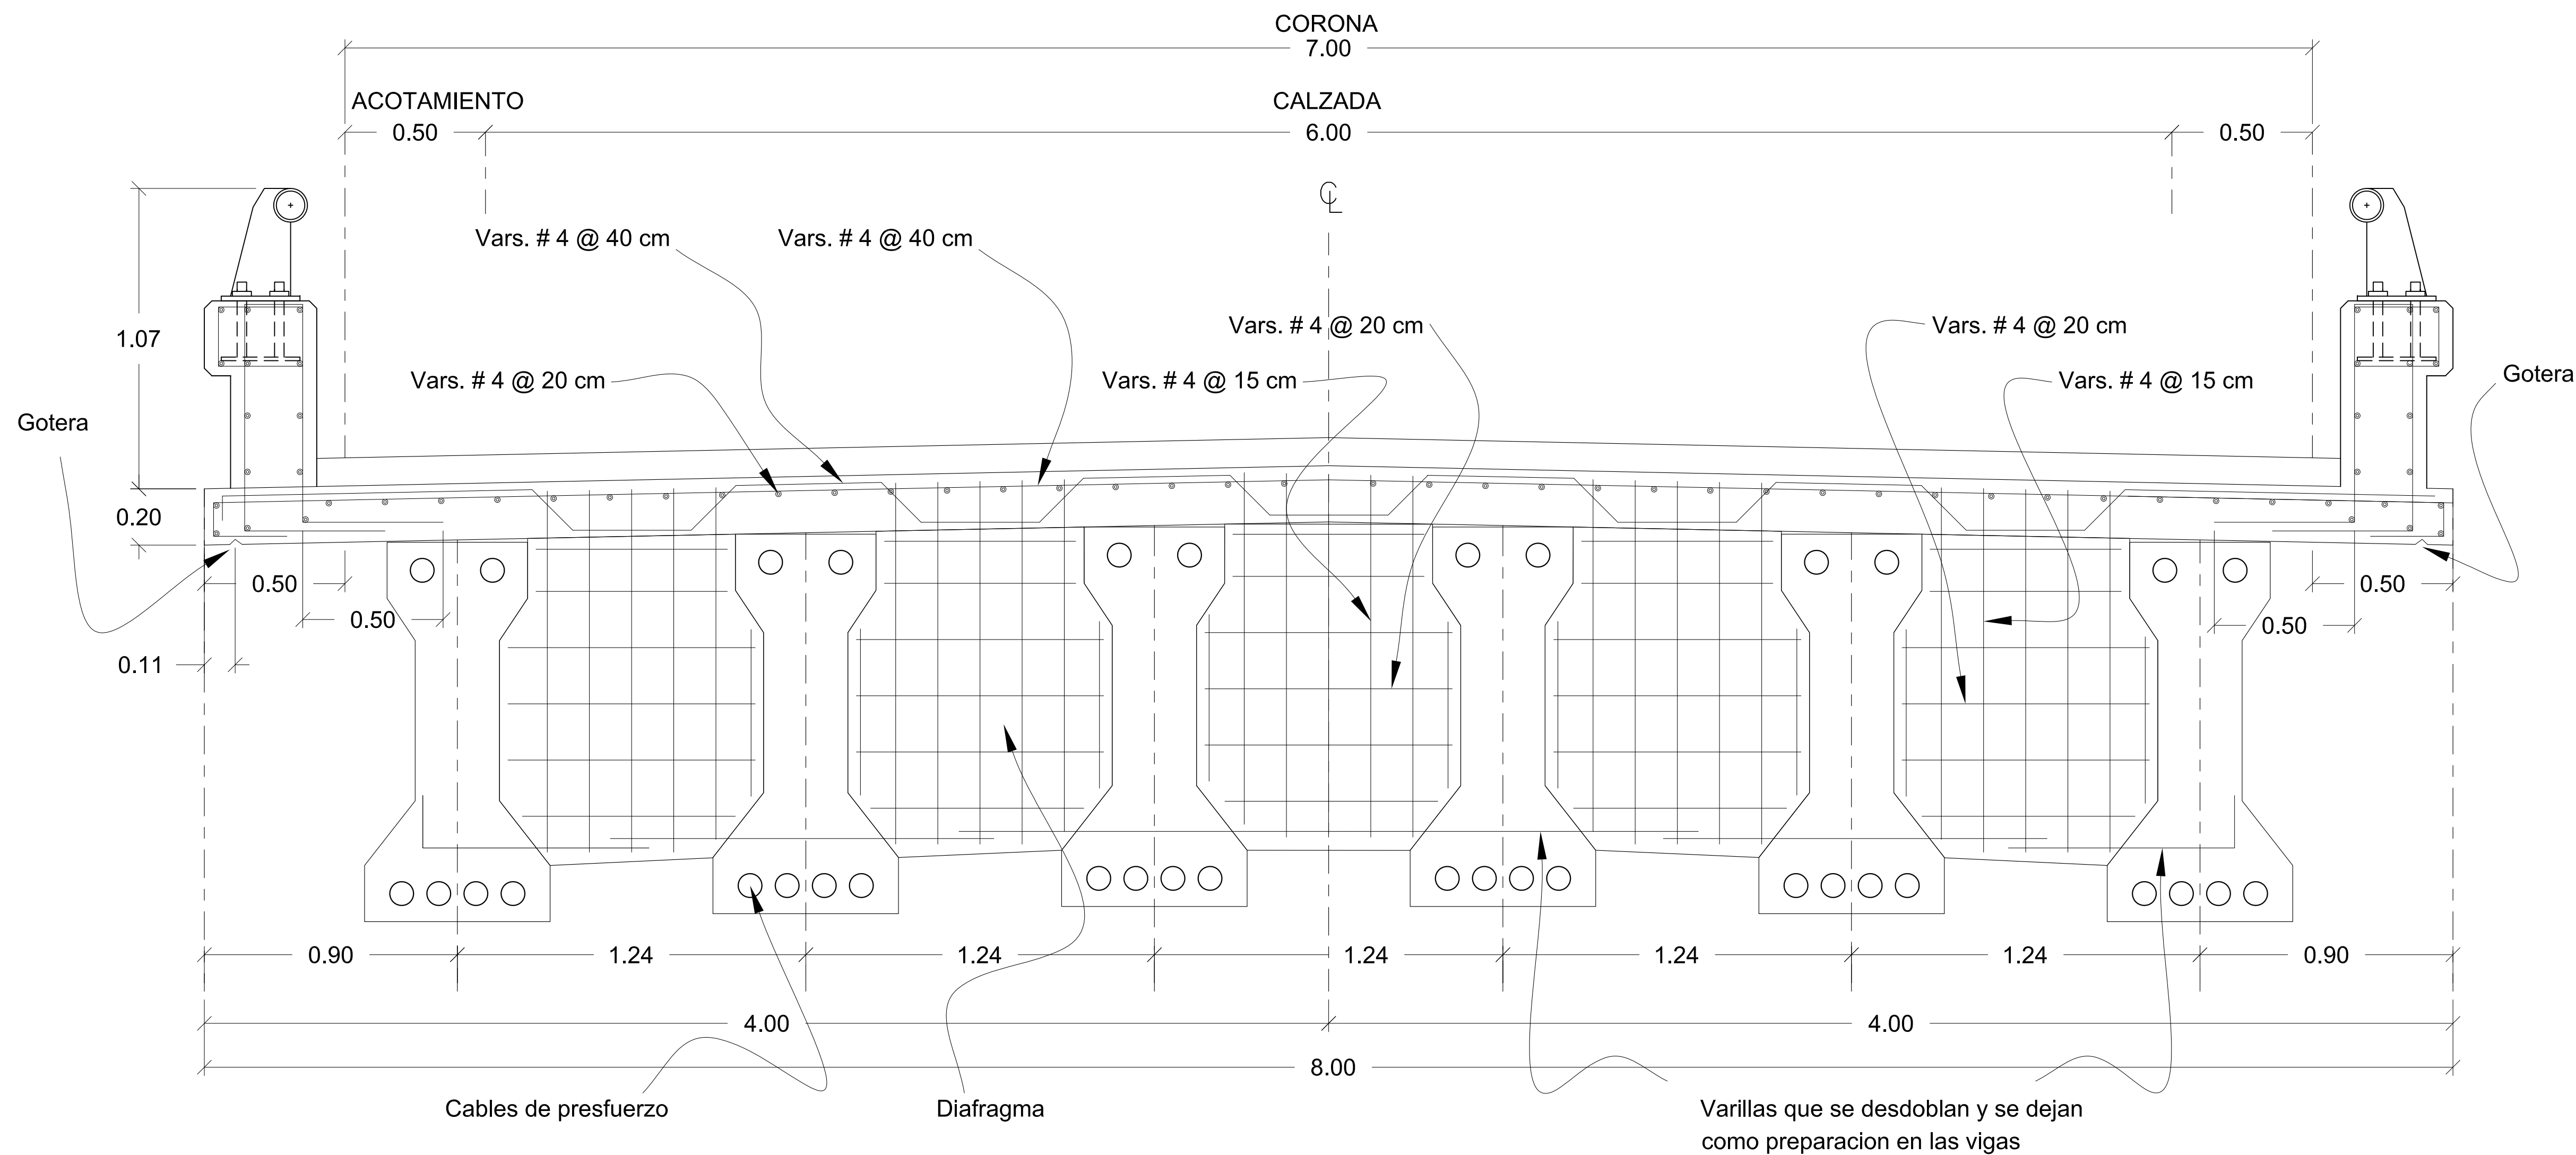 CORONA
7.00
ACOTAMIENTO
CALZADA
0.50
6.00
0.50
℄
Vars. # 4 @ 40 cm
Vars. # 4 @ 40 cm
1.07
Vars. # 4 @ 20 cm
Vars. # 4 @ 20 cm
Vars. # 4 @ 20 cm
Vars. # 4 @ 15 cm
Vars. # 4 @ 15 cm
Gotera
Gotera
0.20
0.50
0.50
0.50
0.50
0.11
0.90
1.24
1.24
1.24
1.24
1.24
0.90
4.00
4.00
8.00
Cables de presfuerzo
Diafragma
Varillas que se desdoblan y se dejan
como preparacion en las vigas